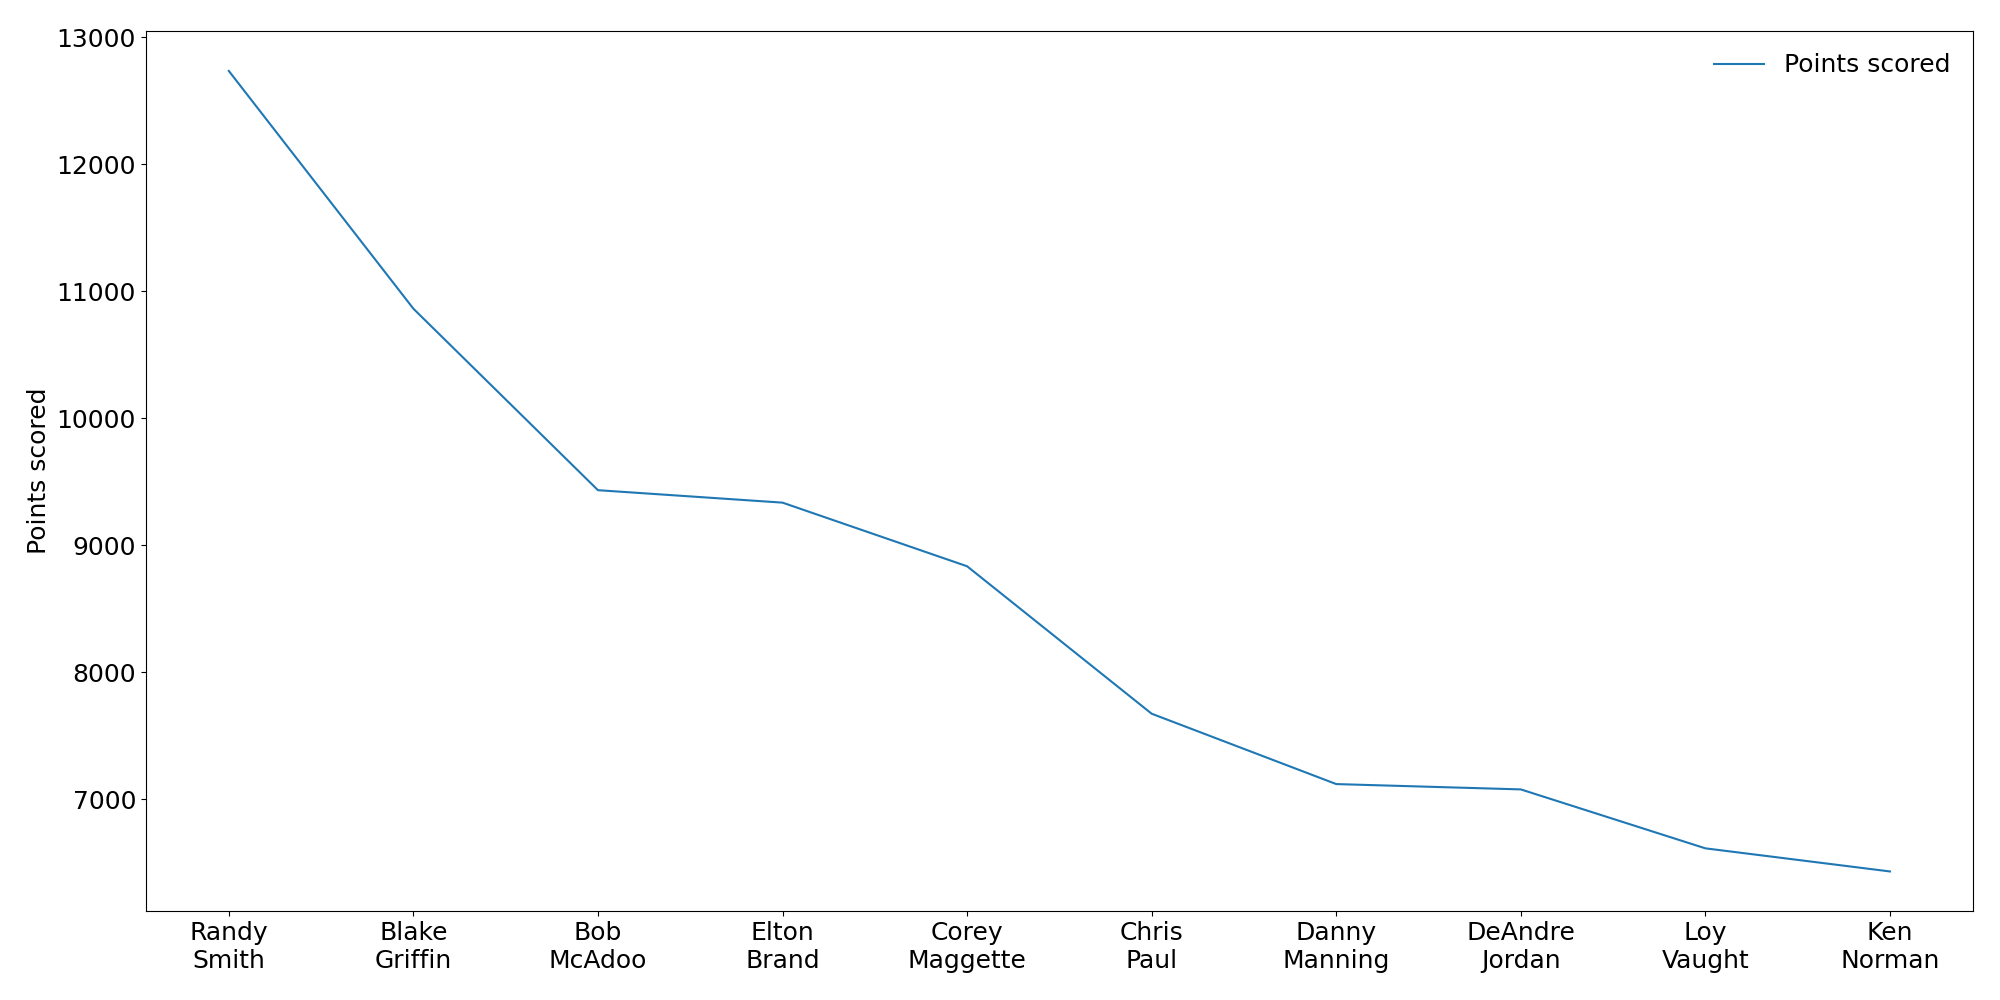 Points scored
13000
12000
11000
10000
9000
8000
7000
Points scored
Randy
Smith
Blake
Griffin
Bob
McAdoo
Elton
Brand
Corey
Maggette
Chris
Paul
Danny
Manning
DeAndre
Jordan
Loy
Vaught
Ken
Norman